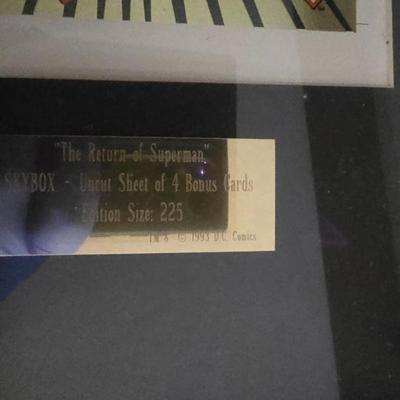 "The Return of Superman"
SKYBOX - Uncut Sheet of 4 Bonus Cards
Edition Size: 225
TM & © 1993 D.C. Comics